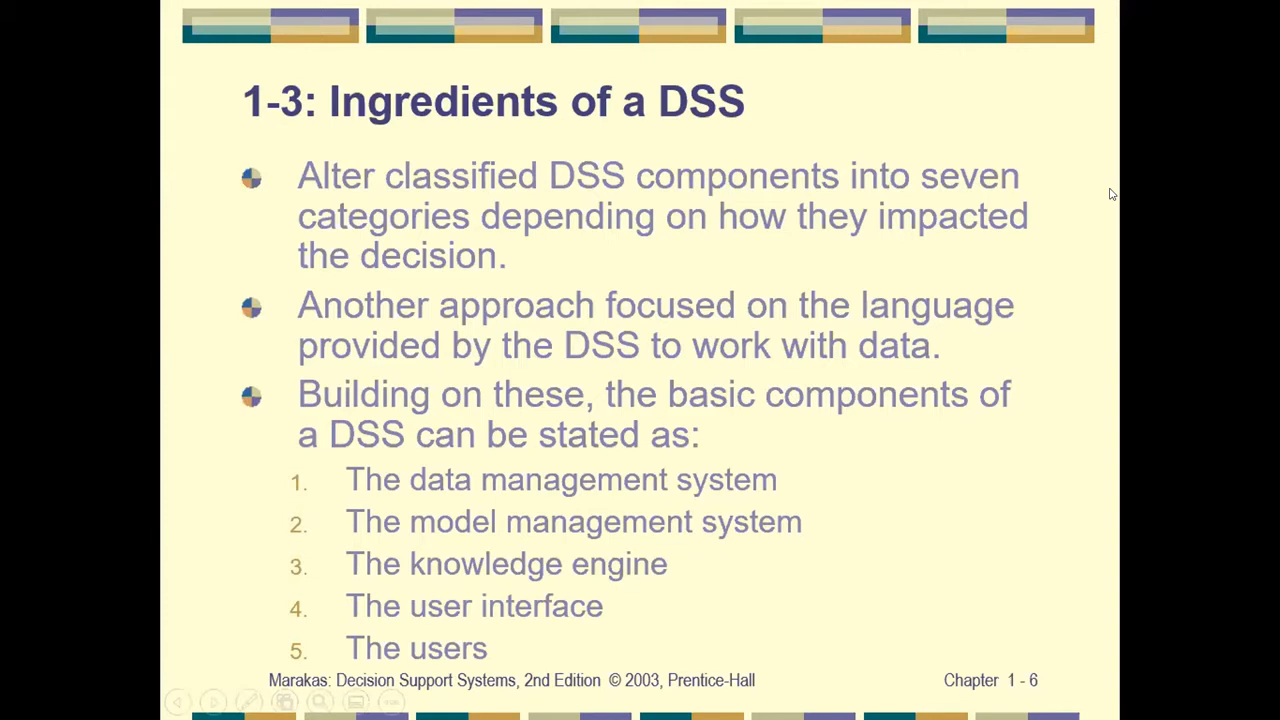 1-3: Ingredients of a DSS
Alter classified DSS components into seven
categories depending on how they impacted
the decision.
Another approach focused on the language
provided by the DSS to work with data.
Building on these, the basic components of
a DSS can be stated as:
1. The data management system
2. The model management system
3. The knowledge engine
4. The user interface
5. The users
Marakas: Decision Support Systems, 2nd Edition © 2003, Prentice-Hall Chapter 1 - 6